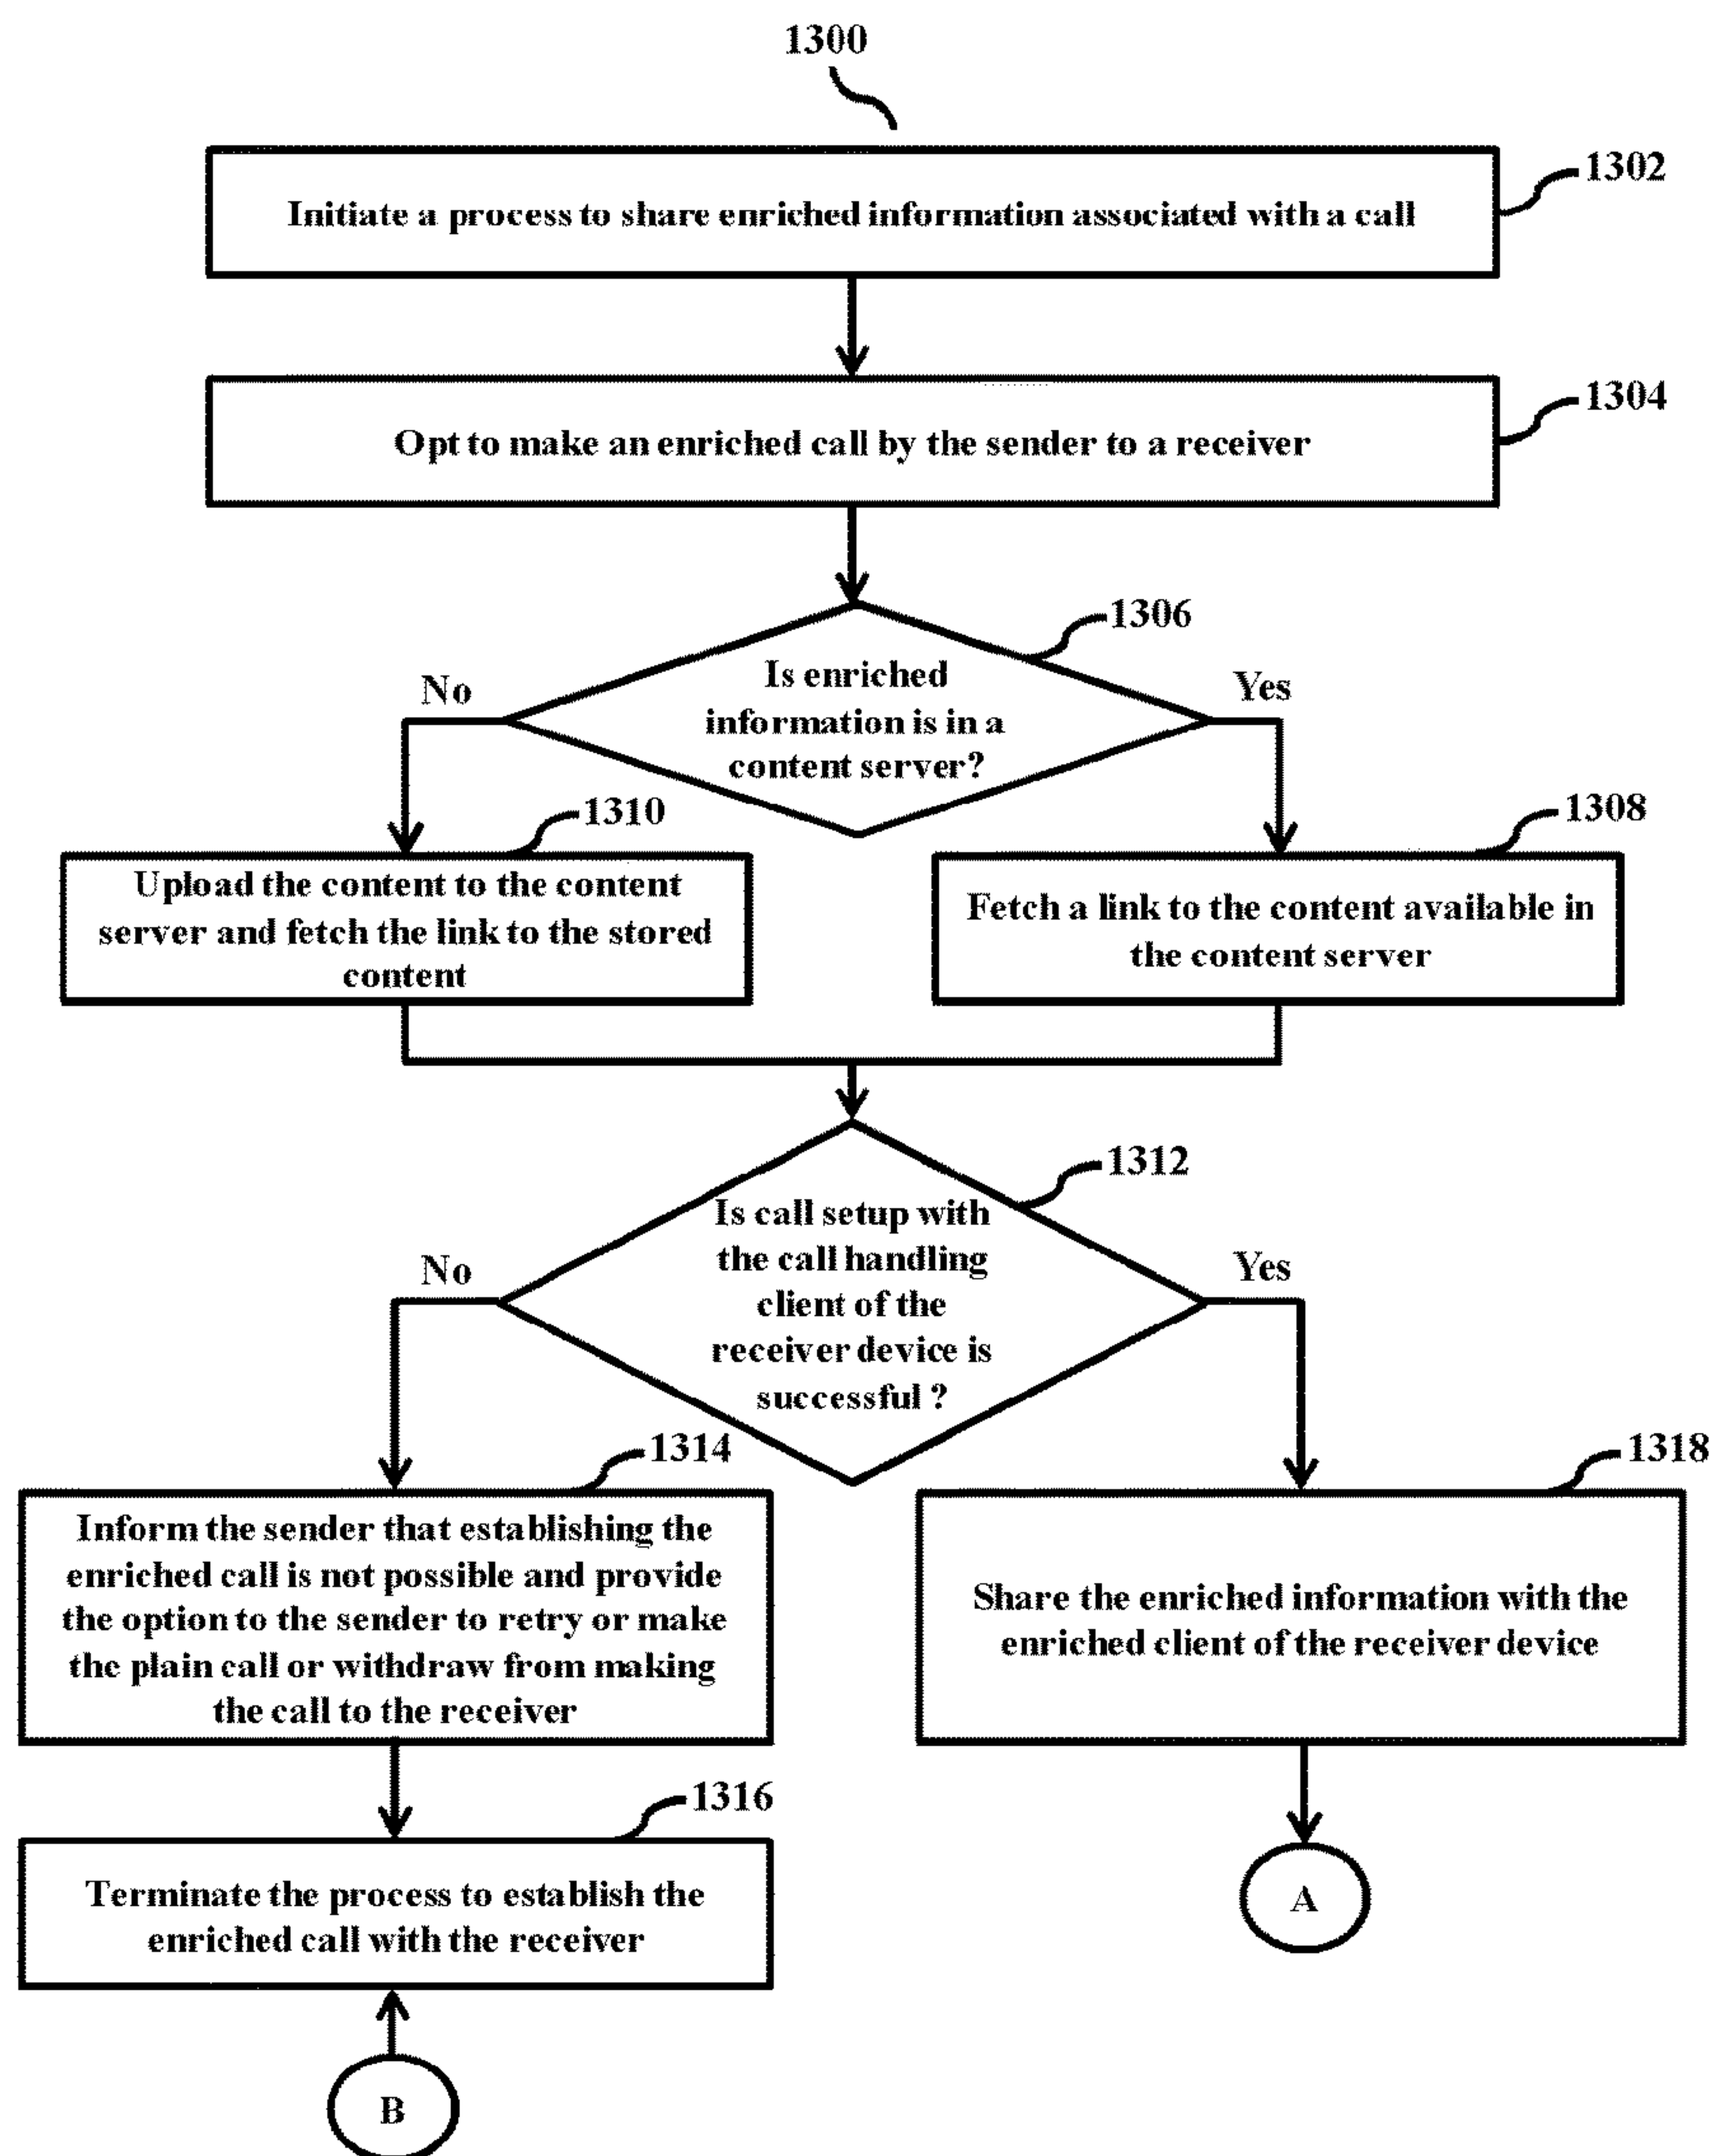 1300
1302
Initiate a process to share enriched information associated with a call
1304
Opt to make an enriched call by the sender to a receiver
1306
Is enriched
information is in a
content server?
No
Yes
1310
1308
Upload the content to the content
server and fetch the link to the stored
content
Fetch a link to the content available in
the content server
1312
Is call setup with
the call handling
client of the
receiver device is
successful ?
No
Yes
1314
1318
Inform the sender that establishing the
enriched call is not possible and provide
the option to the sender to retry or make
the plain call or withdraw from making
the call to the receiver
Share the enriched information with the
enriched client of the receiver device
1316
Terminate the process to establish the
enriched call with the receiver
A
B